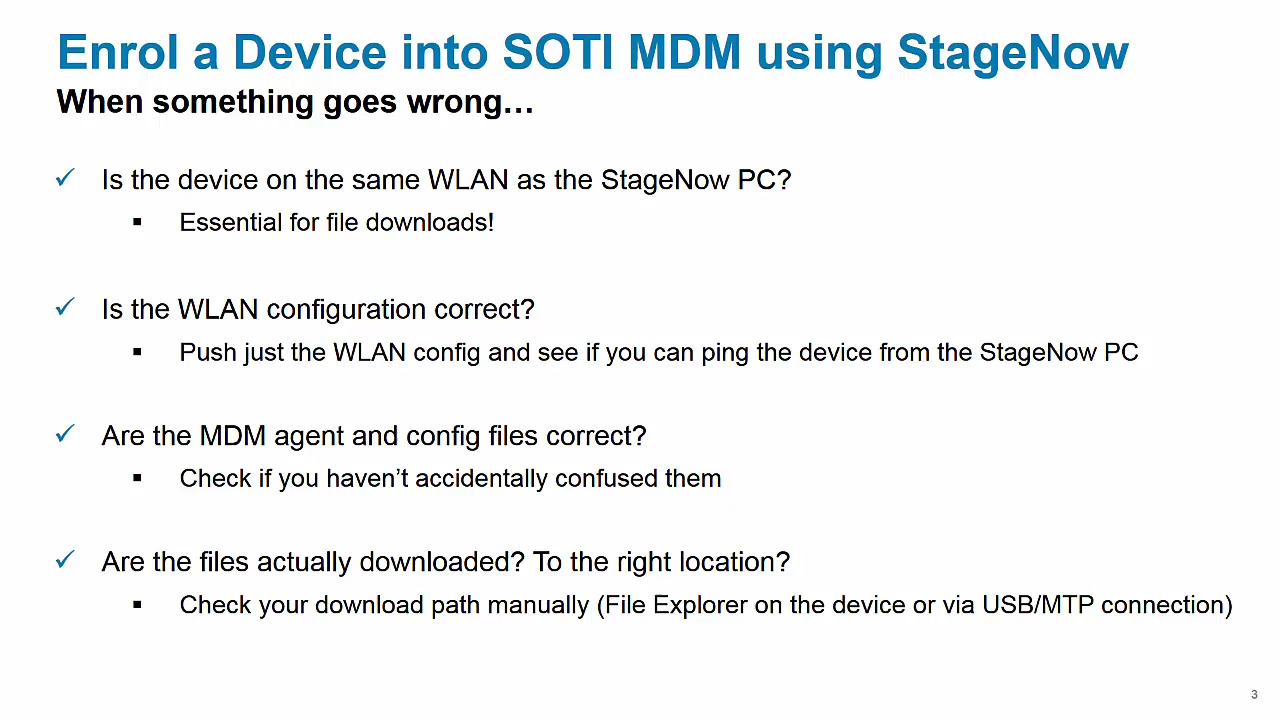 Enrol a Device into SOTI MDM using StageNow
When something goes wrong…
✓ Is the device on the same WLAN as the StageNow PC?
▪ Essential for file downloads!
✓ Is the WLAN configuration correct?
▪ Push just the WLAN config and see if you can ping the device from the StageNow PC
✓ Are the MDM agent and config files correct?
▪ Check if you haven’t accidentally confused them
✓ Are the files actually downloaded? To the right location?
▪ Check your download path manually (File Explorer on the device or via USB/MTP connection)
3